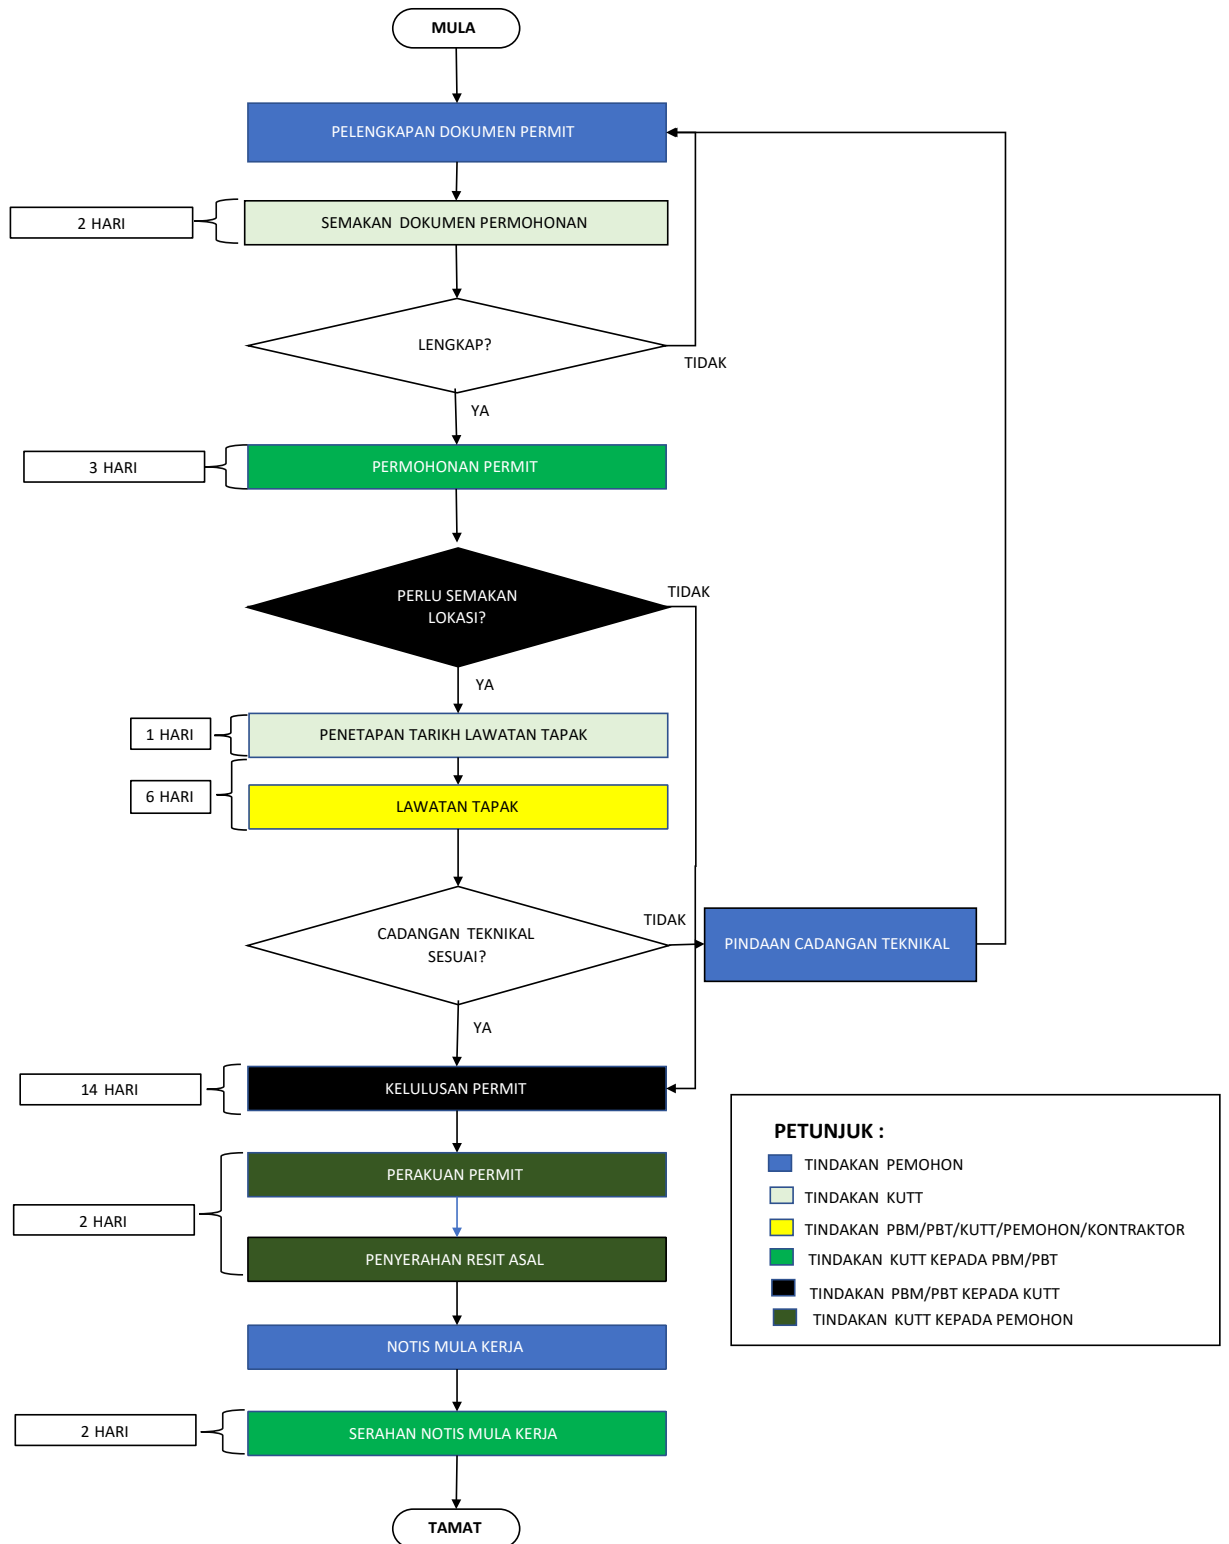 MULA
PELENGKAPAN DOKUMEN PERMIT
2 HARI
SEMAKAN DOKUMEN PERMOHONAN
LENGKAP?
TIDAK
YA
3 HARI
PERMOHONAN PERMIT
PERLU SEMAKAN
LOKASI?
TIDAK
YA
1 HARI
PENETAPAN TARIKH LAWATAN TAPAK
6 HARI
LAWATAN TAPAK
CADANGAN TEKNIKAL
SESUAI?
TIDAK
PINDAAN CADANGAN TEKNIKAL
YA
14 HARI
KELULUSAN PERMIT
PERAKUAN PERMIT
2 HARI
PENYERAHAN RESIT ASAL
NOTIS MULA KERJA
2 HARI
SERAHAN NOTIS MULA KERJA
TAMAT
PETUNJUK :
TINDAKAN PEMOHON
TINDAKAN KUTT
TINDAKAN PBM/PBT/KUTT/PEMOHON/KONTRAKTOR
TINDAKAN KUTT KEPADA PBM/PBT
TINDAKAN PBM/PBT KEPADA KUTT
TINDAKAN KUTT KEPADA PEMOHON